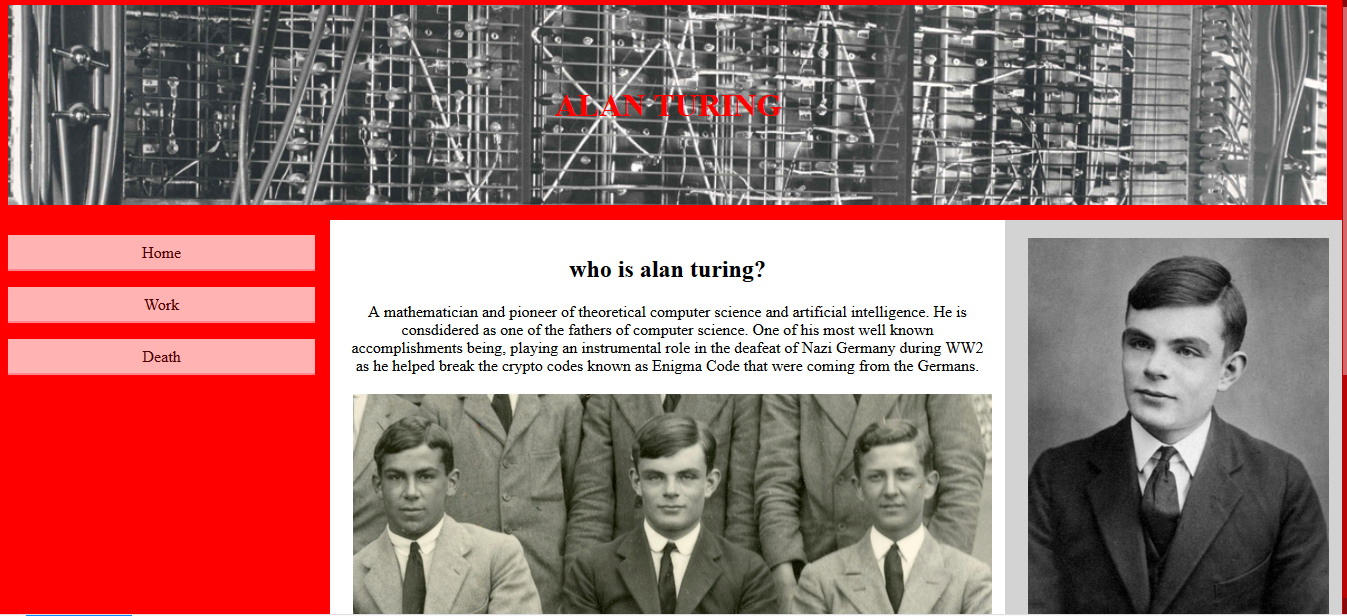 ALAN TURING
Home
Work
Death
who is alan turing?
A mathematician and pioneer of theoretical computer science and artificial intelligence. He is
consdidered as one of the fathers of computer science. One of his most well known
accomplishments being, playing an instrumental role in the deafeat of Nazi Germany during WW2
as he helped break the crypto codes known as Enigma Code that were coming from the Germans.